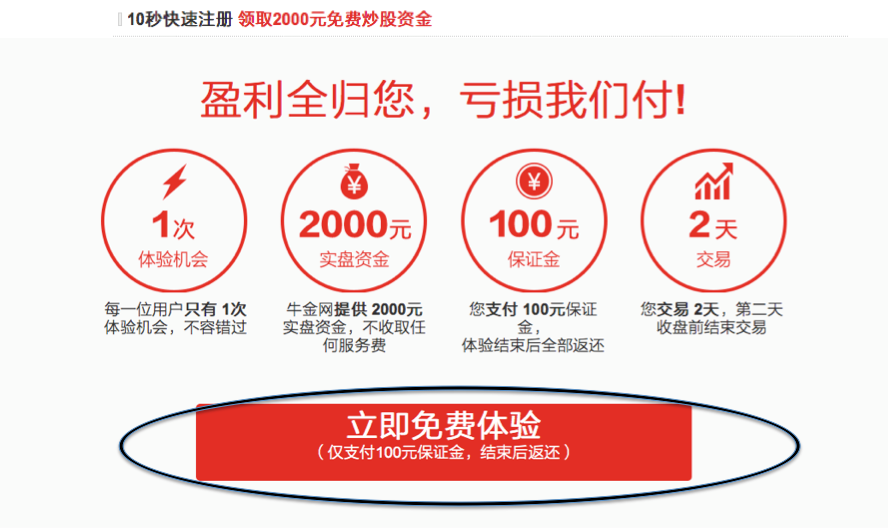 10秒快速注册 领取2000元免费炒股资金
盈利全归您，亏损我们付!
1次
体验机会
2000元
实盘资金
100元
保证金
2天
交易
每一位用户只有 1次
体验机会，不容错过
牛金网提供 2000元
实盘资金，不收取任
何服务费
您支付 100元保证
金，
体验结束后全部返还
您交易 2天，第二天
收盘前结束交易
立即免费体验
（仅支付100元保证金，结束后返还）